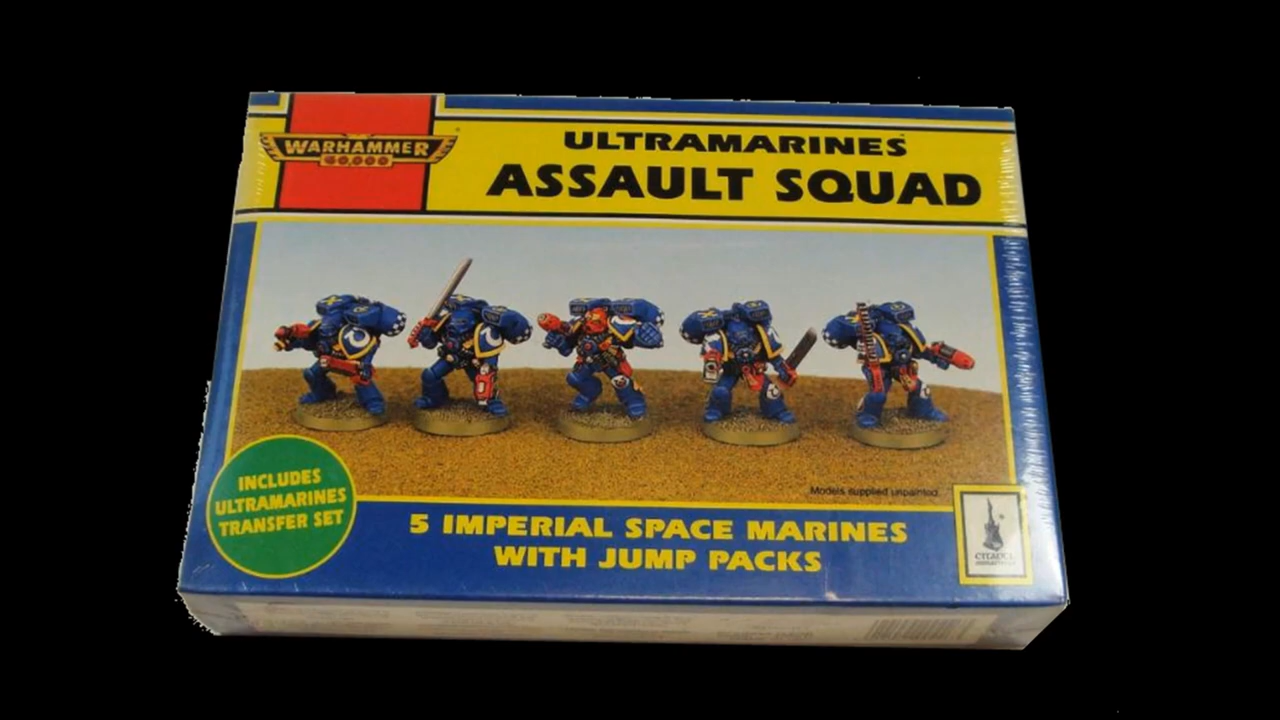 WARHAMMER
40,000
ULTRAMARINES
ASSAULT SQUAD
Models supplied unpainted.
INCLUDES
ULTRAMARINES
TRANSFER SET
5 IMPERIAL SPACE MARINES
WITH JUMP PACKS
CITADEL